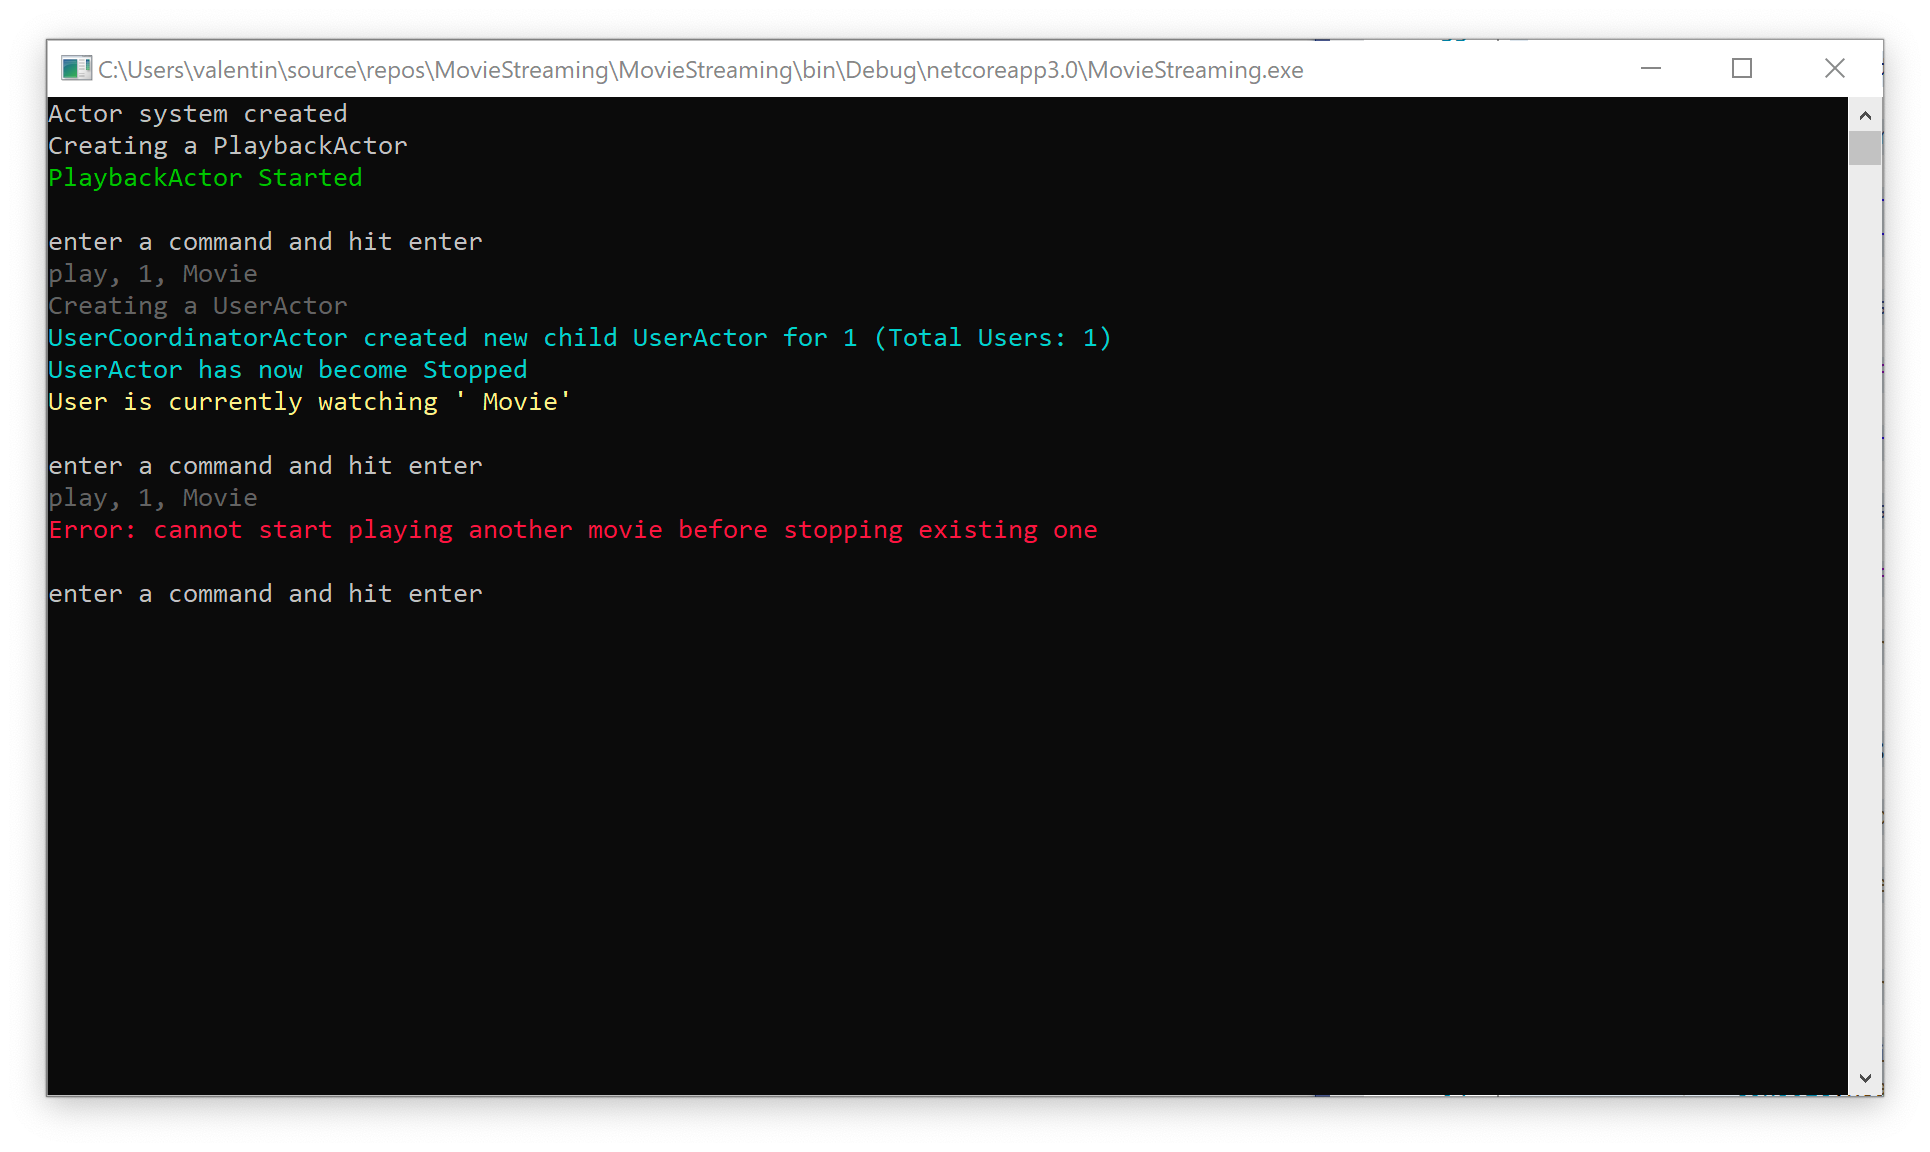 C:\Users\valentin\source\repos\MovieStreaming\MovieStreaming\bin\Debug\netcoreapp3.0\MovieStreaming.exe
Actor system created
Creating a PlaybackActor
PlaybackActor Started
enter a command and hit enter
play, 1, Movie
Creating a UserActor
UserCoordinatorActor created new child UserActor for 1 (Total Users: 1)
UserActor has now become Stopped
User is currently watching ' Movie'
enter a command and hit enter
play, 1, Movie
Error: cannot start playing another movie before stopping existing one
enter a command and hit enter